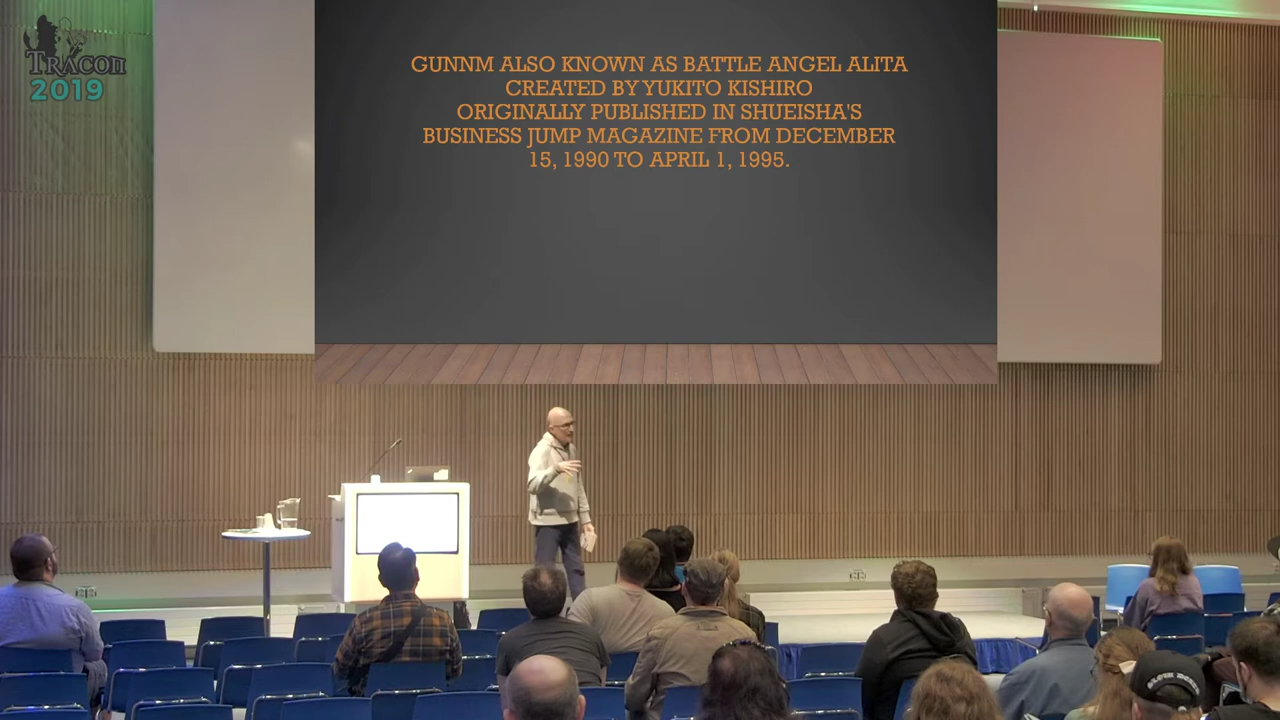 TRACON
2019
GUNNM ALSO KNOWN AS BATTLE ANGEL ALITA
CREATED BY YUKITO KISHIRO
ORIGINALLY PUBLISHED IN SHUEISHA'S
BUSINESS JUMP MAGAZINE FROM DECEMBER
15, 1990 TO APRIL 1, 1995.